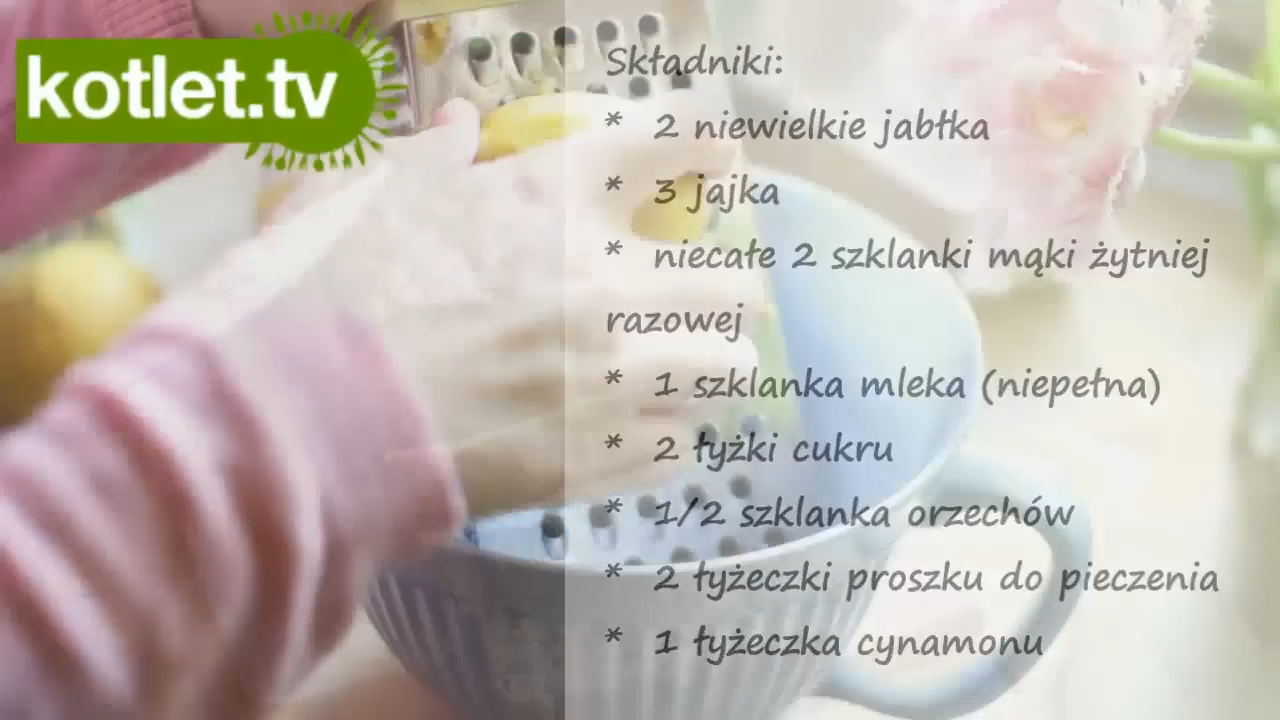 kotlet.tv
Składniki:
* 2 niewielkie jabłka
* 3 jajka
* niecałe 2 szklanki mąki żytniej
razowej
* 1 szklanka mleka (niepełna)
* 2 łyżki cukru
* 1/2 szklanka orzechów
* 2 łyżeczki proszku do pieczenia
* 1 łyżeczka cynamonu